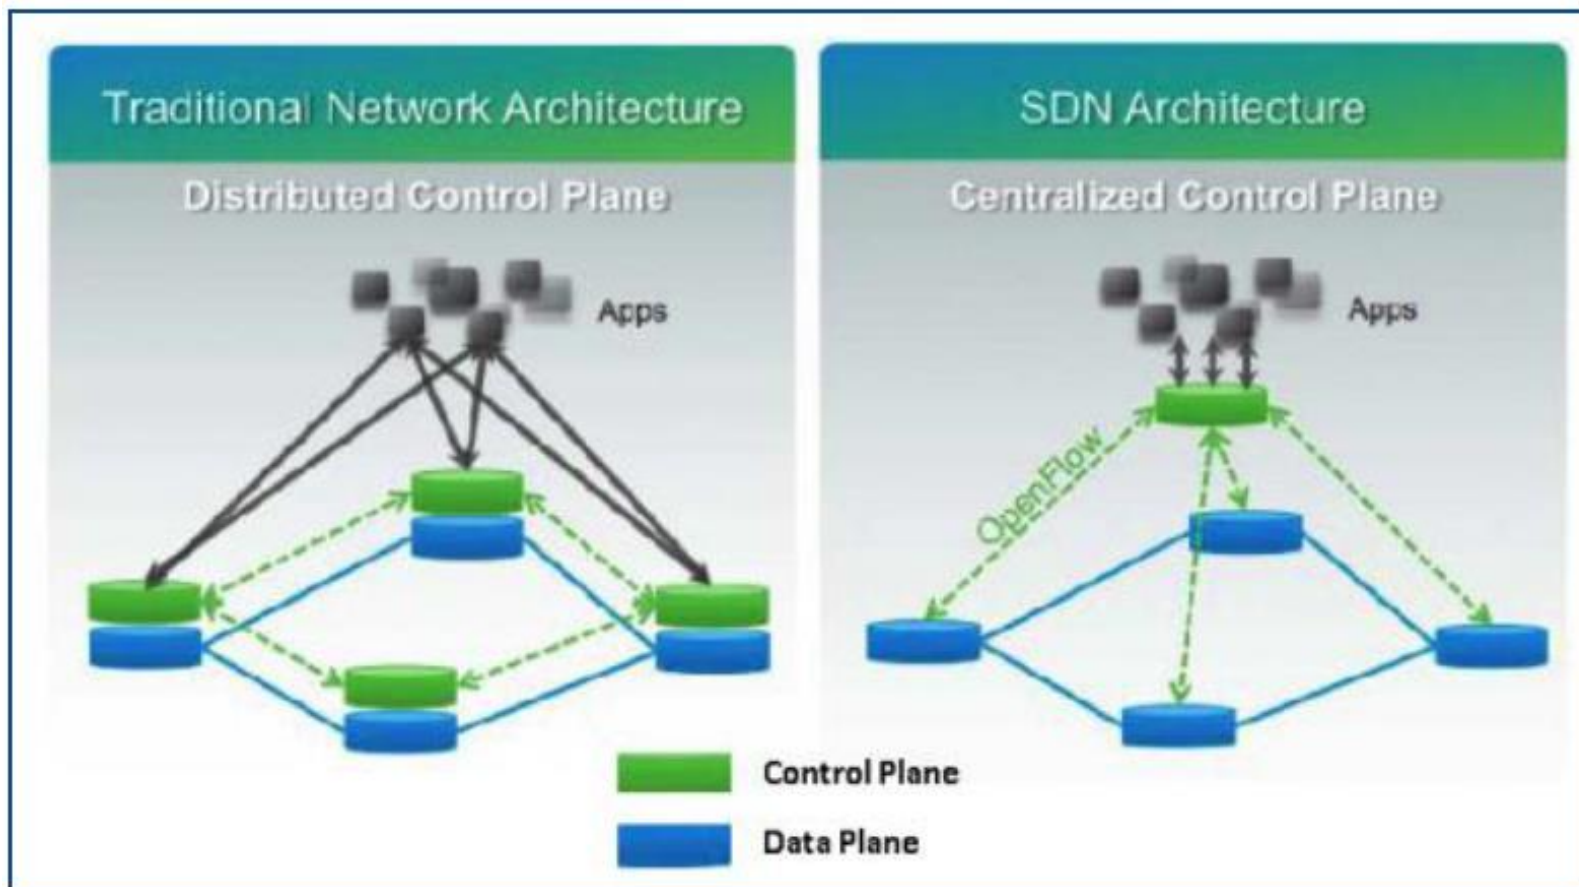 Traditional Network Architecture
Distributed Control Plane
Apps
SDN Architecture
Centralized Control Plane
Apps
OpenFlow
Control Plane
Data Plane